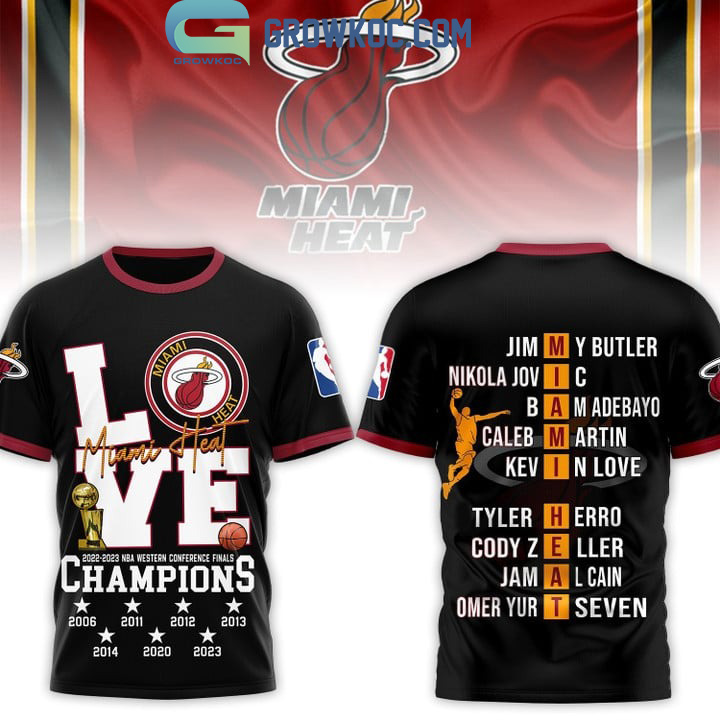 GROWKOC.COM
GROWKOC
MIAMI
HEAT
MIAMI
HEAT
LOVE
Miami Heat
2022-2023 NBA WESTERN CONFERENCE FINALS
CHAMPIONS
2006 2011 2012 2013
2014 2020 2023
JIMMY BUTLER
NIKOLA JOVIC
BAM ADEBAYO
CALEB MARTIN
KEVIN LOVE
TYLER HERRO
CODY ZELLER
JAMAL CAIN
OMER YURTSEVEN